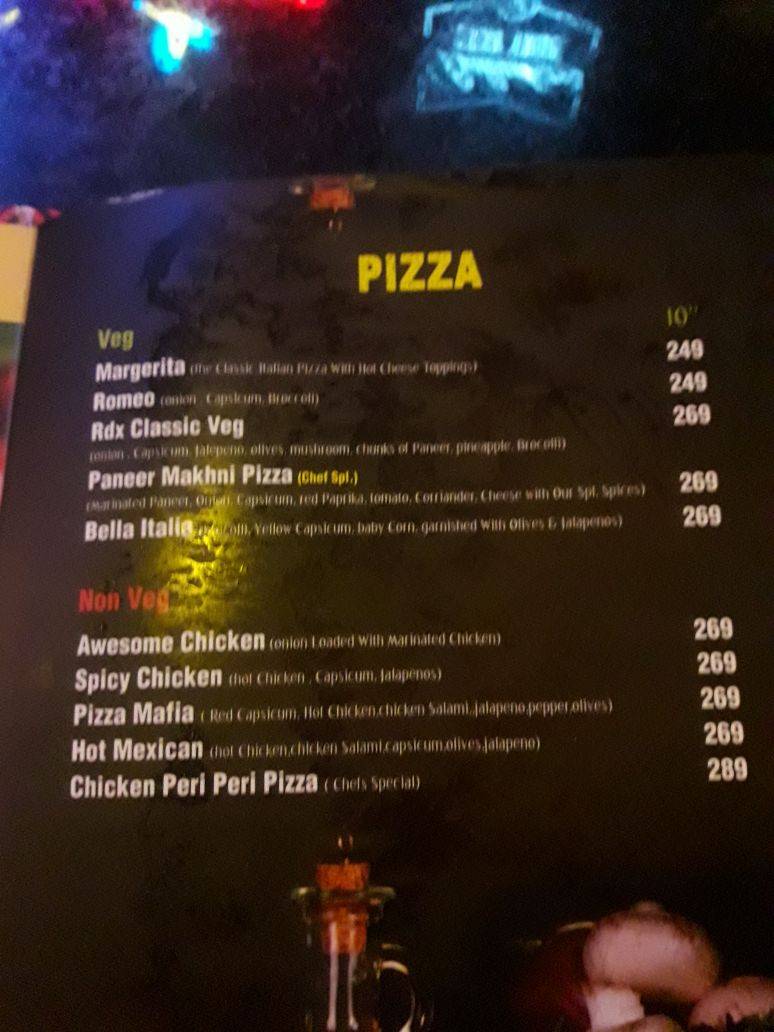 PIZZA
10"
Veg
Margerita (the Classic Italian Pizza With Hot Cheese Toppings) 249
Romeo (onion , Capsicum, Broccoli) 249
Rdx Classic Veg 269
(onion , Capsicum, Jalepeno, olives, mushroom, chunks of Paneer, pineapple, Brocolli)
Paneer Makhni Pizza (Chef Spl.) 269
(Marinated Paneer, Onion, Capsicum, red Paprika, tomato, Corriander, Cheese with Our Spl. Spices)
Bella Italia Yellow Capsicum, baby Corn, garnished With Olives & Jalapenos) 269
Non Veg
Awesome Chicken (onion Loaded With Marinated Chicken) 269
Spicy Chicken (hot Chicken , Capsicum, Jalapenos) 269
Pizza Mafia ( Red Capsicum, Hot Chicken,chicken Salami,,jalapeno,pepper,olives) 269
Hot Mexican (hot Chicken,chicken Salami,capsicum,olives,jalapeno) 269
Chicken Peri Peri Pizza ( Chefs Special) 289